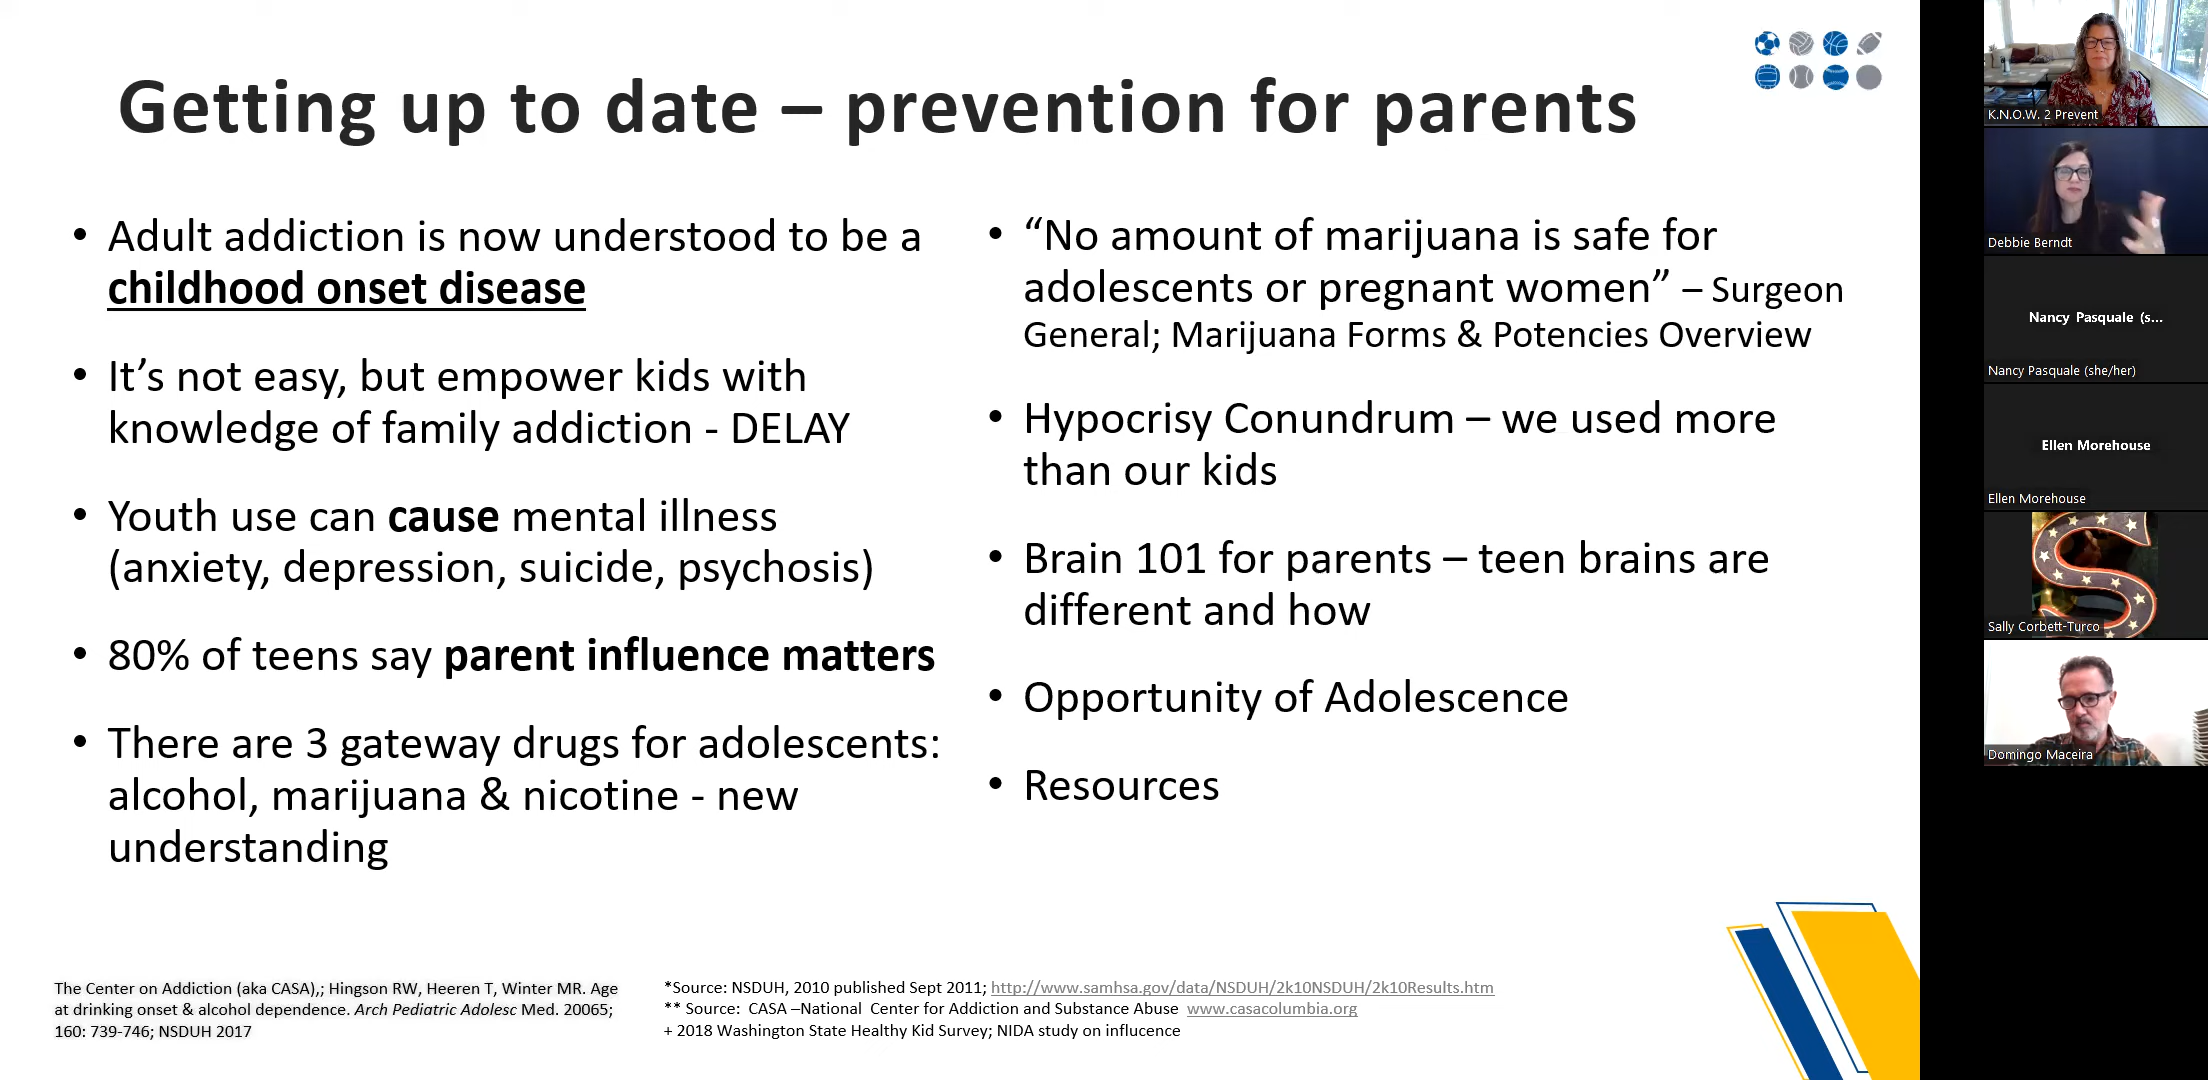 Getting up to date – prevention for parents
• Adult addiction is now understood to be a
childhood onset disease
• It’s not easy, but empower kids with
knowledge of family addiction - DELAY
• Youth use can cause mental illness
(anxiety, depression, suicide, psychosis)
• 80% of teens say parent influence matters
• There are 3 gateway drugs for adolescents:
alcohol, marijuana & nicotine - new
understanding
• “No amount of marijuana is safe for
adolescents or pregnant women” – Surgeon
General; Marijuana Forms & Potencies Overview
• Hypocrisy Conundrum – we used more
than our kids
• Brain 101 for parents – teen brains are
different and how
• Opportunity of Adolescence
• Resources
The Center on Addiction (aka CASA),; Hingson RW, Heeren T, Winter MR. Age
at drinking onset & alcohol dependence. Arch Pediatric Adolesc Med. 20065;
160: 739-746; NSDUH 2017
*Source: NSDUH, 2010 published Sept 2011; http://www.samhsa.gov/data/NSDUH/2k10NSDUH/2k10Results.htm
** Source: CASA –National Center for Addiction and Substance Abuse www.casacolumbia.org
+ 2018 Washington State Healthy Kid Survey; NIDA study on influcence
K.N.O.W. 2 Prevent
Debbie Berndt
Nancy Pasquale (s...
Nancy Pasquale (she/her)
Ellen Morehouse
Ellen Morehouse
S
Sally Corbett-Turco
Domingo Maceira